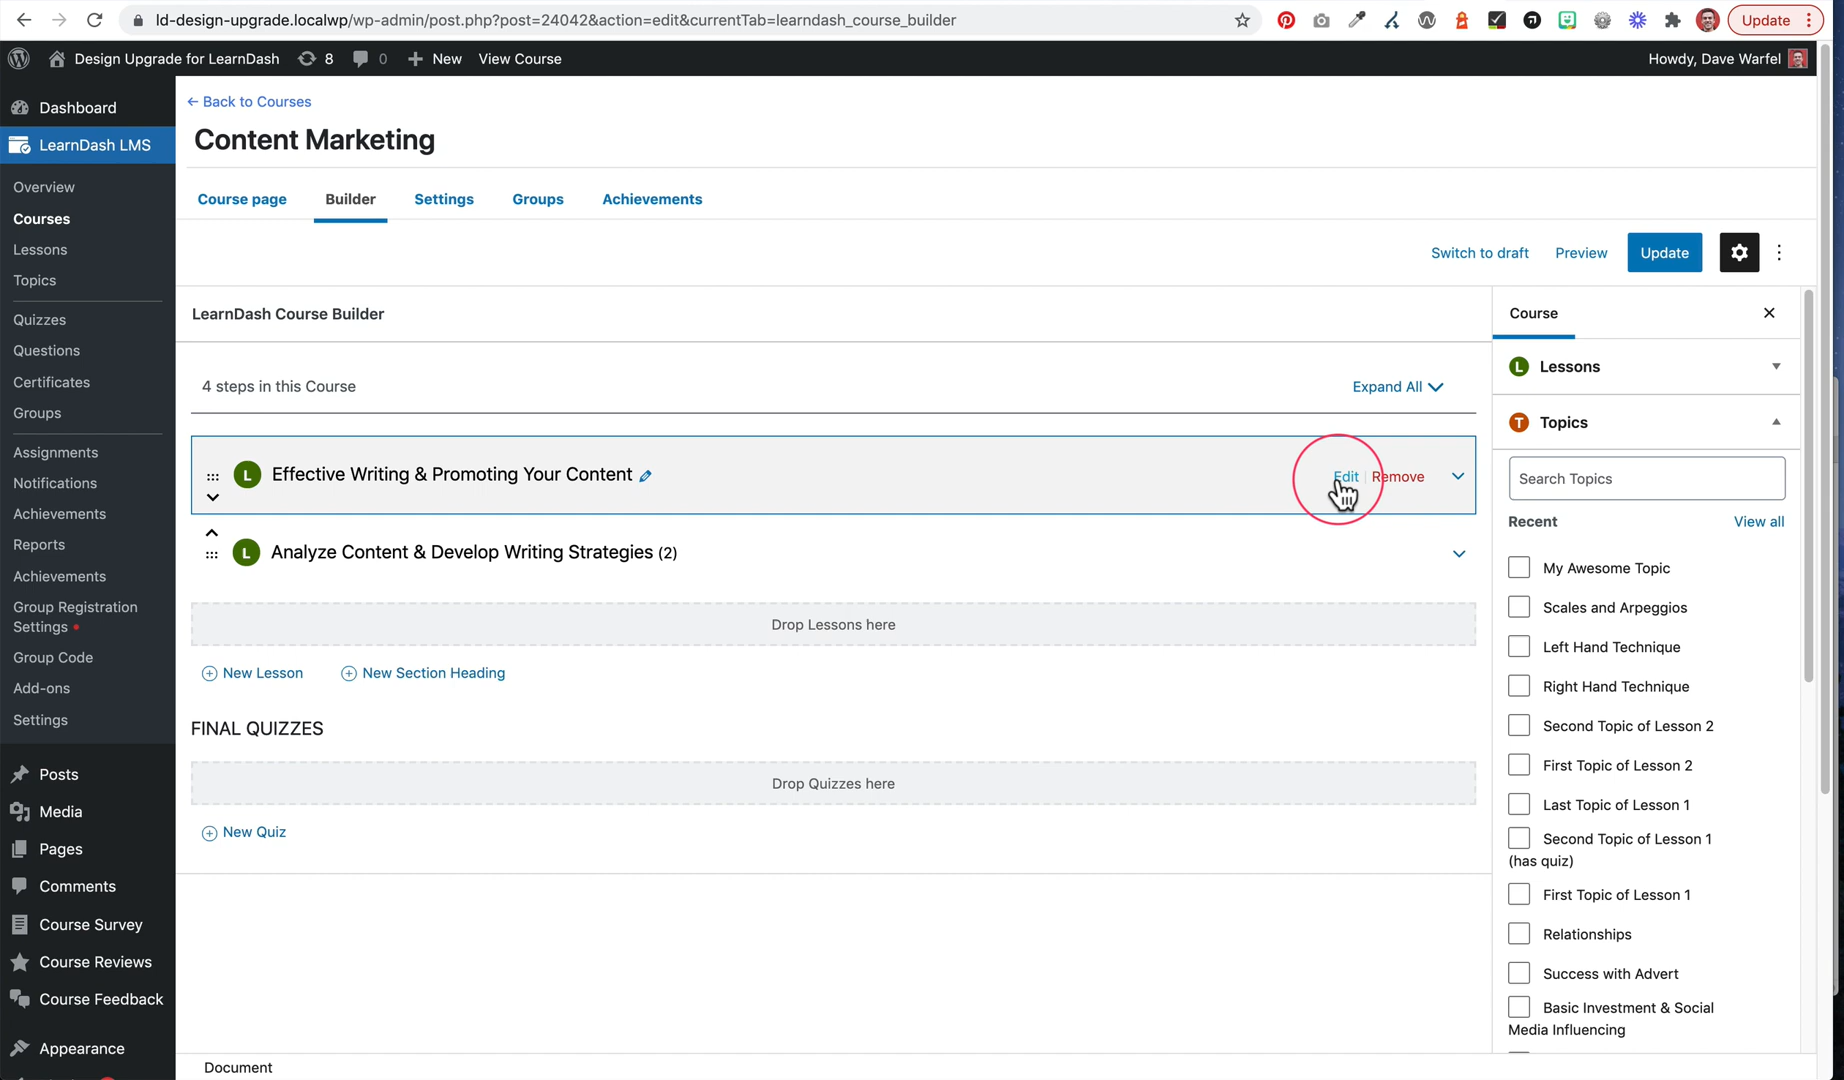 ld-design-upgrade.localwp/wp-admin/post.php?post=24042&action=edit&currentTab=learndash_course_builder
Update
Design Upgrade for LearnDash
8
0
New
View Course
Howdy, Dave Warfel
Dashboard
LearnDash LMS
Overview
Courses
Lessons
Topics
Quizzes
Questions
Certificates
Groups
Assignments
Notifications
Achievements
Reports
Achievements
Group Registration
Settings
Group Code
Add-ons
Settings
Posts
Media
Pages
Comments
Course Survey
Course Reviews
Course Feedback
Appearance
← Back to Courses
Content Marketing
Course page
Builder
Settings
Groups
Achievements
Switch to draft
Preview
Update
LearnDash Course Builder
4 steps in this Course
Expand All
L Effective Writing & Promoting Your Content
Edit | Remove
L Analyze Content & Develop Writing Strategies (2)
Drop Lessons here
New Lesson
New Section Heading
FINAL QUIZZES
Drop Quizzes here
New Quiz
Document
Course
L Lessons
T Topics
Search Topics
Recent
View all
My Awesome Topic
Scales and Arpeggios
Left Hand Technique
Right Hand Technique
Second Topic of Lesson 2
First Topic of Lesson 2
Last Topic of Lesson 1
Second Topic of Lesson 1
(has quiz)
First Topic of Lesson 1
Relationships
Success with Advert
Basic Investment & Social
Media Influencing